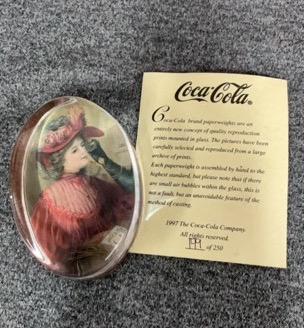 Coca-Cola®
Coca-Cola brand paperweights are an
entirely new concept of quality reproduction
prints mounted in glass. The pictures have been
carefully selected and reproduced from a large
archive of prints.
Each paperweight is assembled by hand to the
highest standard, but please note that if there
are small air bubbles within the glass, this is
not a fault, but an unavoidable feature of the
method of casting.
1997 The Coca-Cola Company
All rights reserved.
of 250